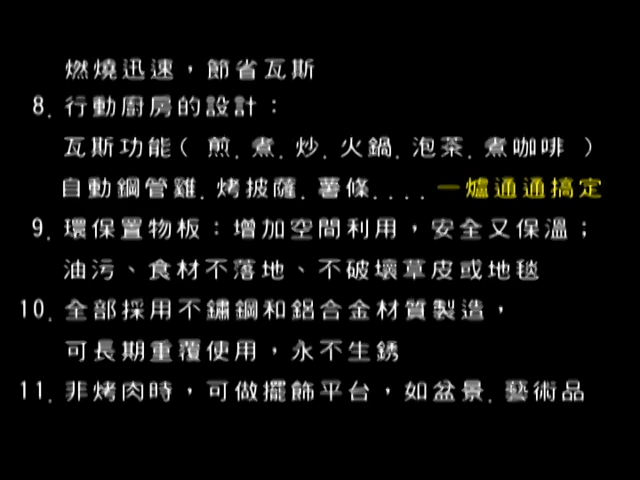 燃燒迅速，節省瓦斯
8. 行動廚房的設計：
瓦斯功能( 煎. 煮. 炒. 火鍋. 泡茶. 煮咖啡 )
自動鋼管雞. 烤披薩. 薯條.... 一爐通通搞定
9. 環保置物板：增加空間利用，安全又保溫；
油污、食材不落地、不破壞草皮或地毯
10. 全部採用不鏽鋼和鋁合金材質製造，
可長期重覆使用，永不生銹
11. 非烤肉時，可做擺飾平台，如盆景. 藝術品